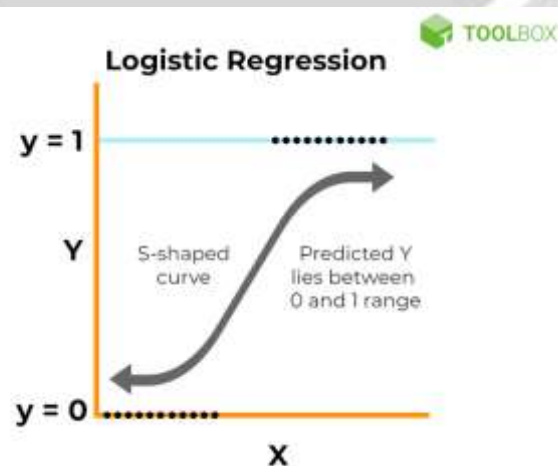 TOOLBOX
Logistic Regression
y = 1
Y
S-shaped
curve
Predicted Y
lies between
0 and 1 range
y = 0
X